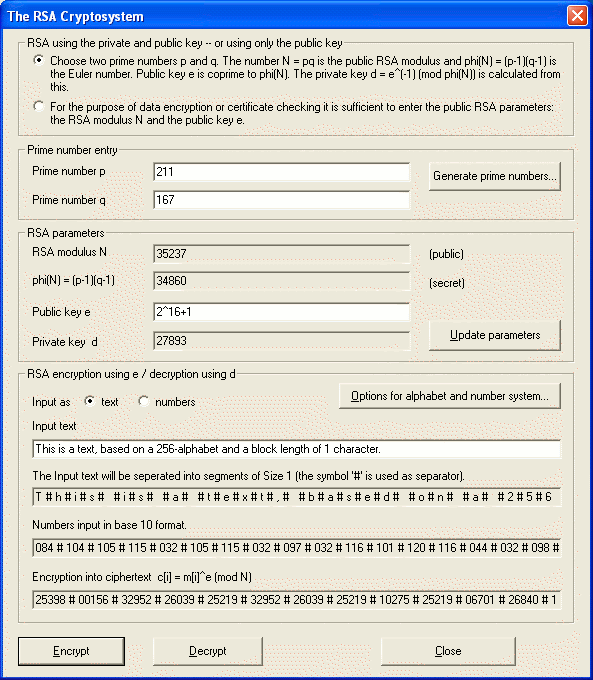 The RSA Cryptosystem
RSA using the private and public key -- or using only the public key
Choose two prime numbers p and q. The number N = pq is the public RSA modulus and phi(N) = (p-1)(q-1) is
the Euler number. Public key e is coprime to phi(N). The private key d = e^(-1) (mod phi(N)) is calculated from
this.
For the purpose of data encryption or certificate checking it is sufficient to enter the public RSA parameters:
the RSA modulus N and the public key e.
Prime number entry
Prime number p 211 Generate prime numbers...
Prime number q 167
RSA parameters
RSA modulus N 35237 (public)
phi(N) = (p-1)(q-1) 34860 (secret)
Public key e 2^16+1
Private key d 27893 Update parameters
RSA encryption using e / decryption using d
Input as text numbers Options for alphabet and number system...
Input text
This is a text, based on a 256-alphabet and a block length of 1 character.
The Input text will be seperated into segments of Size 1 (the symbol '#' is used as separator).
T # h # i # s # # i # s # # a # # t # e # x # t # , # # b # a # s # e # d # # o # n # # a # # 2 # 5 # 6
Numbers input in base 10 format.
084 # 104 # 105 # 115 # 032 # 105 # 115 # 032 # 097 # 032 # 116 # 101 # 120 # 116 # 044 # 032 # 098 #
Encryption into ciphertext c[i] = m[i]^e (mod N)
25398 # 00156 # 32952 # 26039 # 25219 # 32952 # 26039 # 25219 # 10275 # 25219 # 06701 # 26840 # 1
Encrypt Decrypt Close